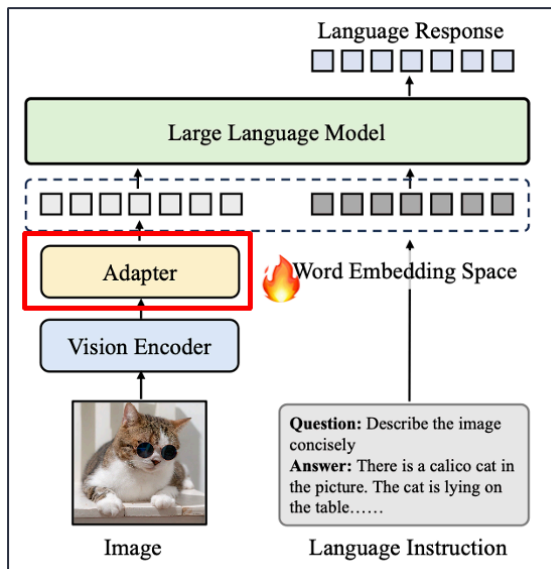 Language Response
Large Language Model
Adapter
Word Embedding Space
Vision Encoder
Question: Describe the image
concisely
Answer: There is a calico cat in
the picture. The cat is lying on
the table......
Image
Language Instruction